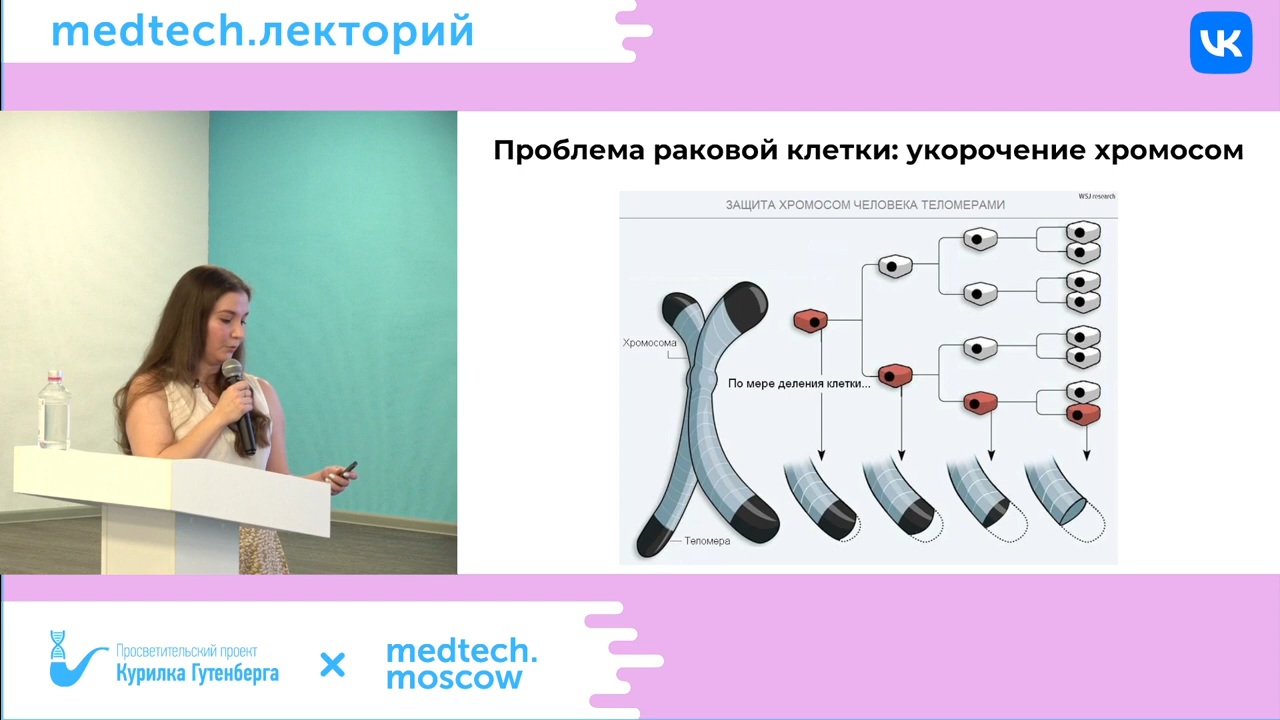 medtech.лекторий
VK
Проблема раковой клетки: укорочение хромосом
WSJ research
ЗАЩИТА ХРОМОСОМ ЧЕЛОВЕКА ТЕЛОМЕРАМИ
Хромосома
По мере деления клетки...
Теломера
Просветительский проект
Курилка Гутенберга
×
medtech.
moscow